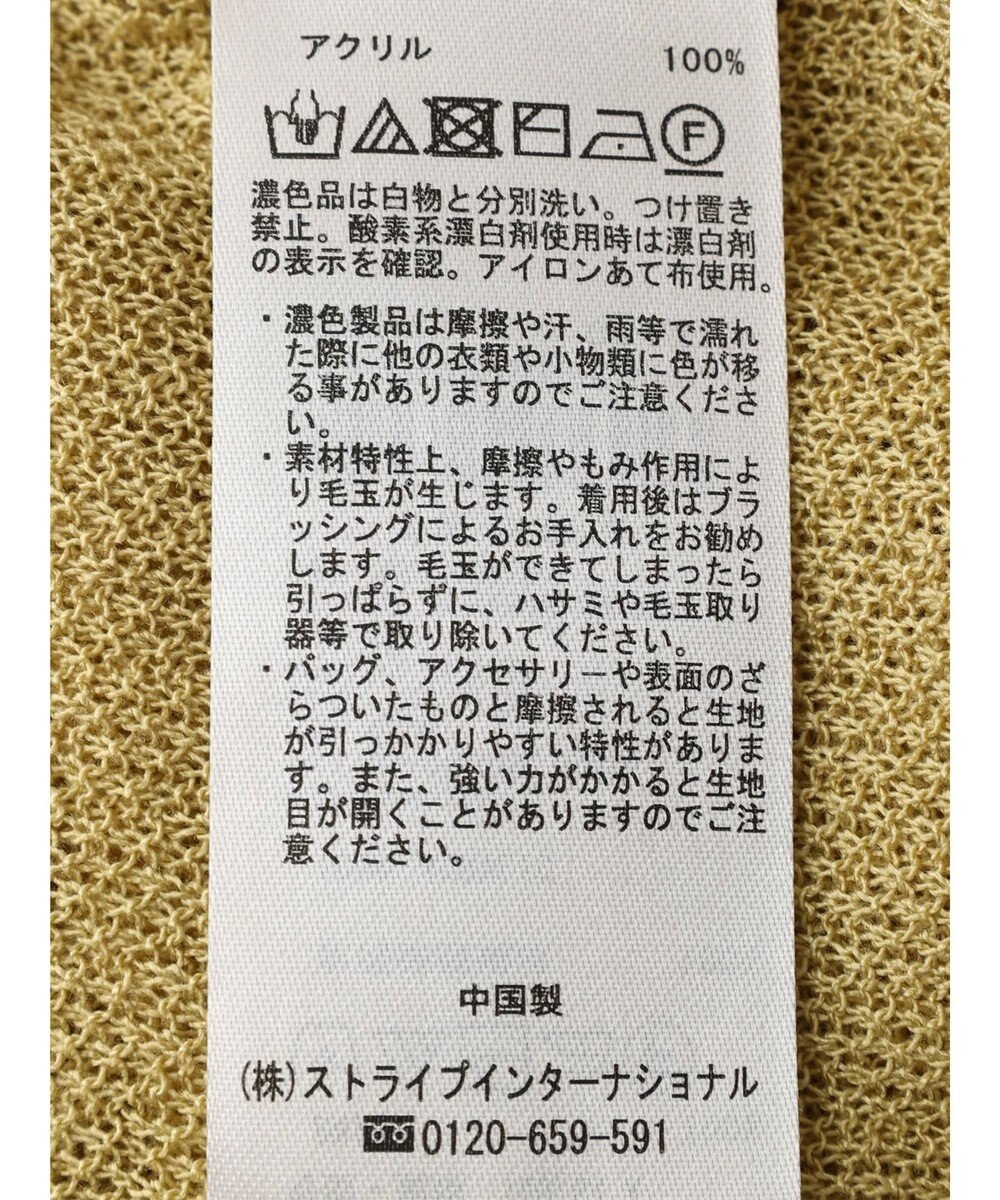 アクリル 100%
F
濃色品は白物と分別洗い。つけ置き
禁止。酸素系漂白剤使用時は漂白剤
の表示を確認。アイロンあて布使用。
・濃色製品は摩擦や汗、雨等で濡れ
た際に他の衣類や小物類に色が移
る事がありますのでご注意くださ
い。
・素材特性上、摩擦やもみ作用によ
り毛玉が生じます。着用後はブラ
ッシングによるお手入れをお勧め
します。毛玉ができてしまったら
引っぱらずに、ハサミや毛玉取り
器等で取り除いてください。
・バッグ、アクセサリーや表面のざ
らついたものと摩擦されると生地
が引っかかりやすい特性がありま
す。また、強い力がかかると生地
目が開くことがありますのでご注
意ください。
中国製
(株)ストライプインターナショナル
0120-659-591